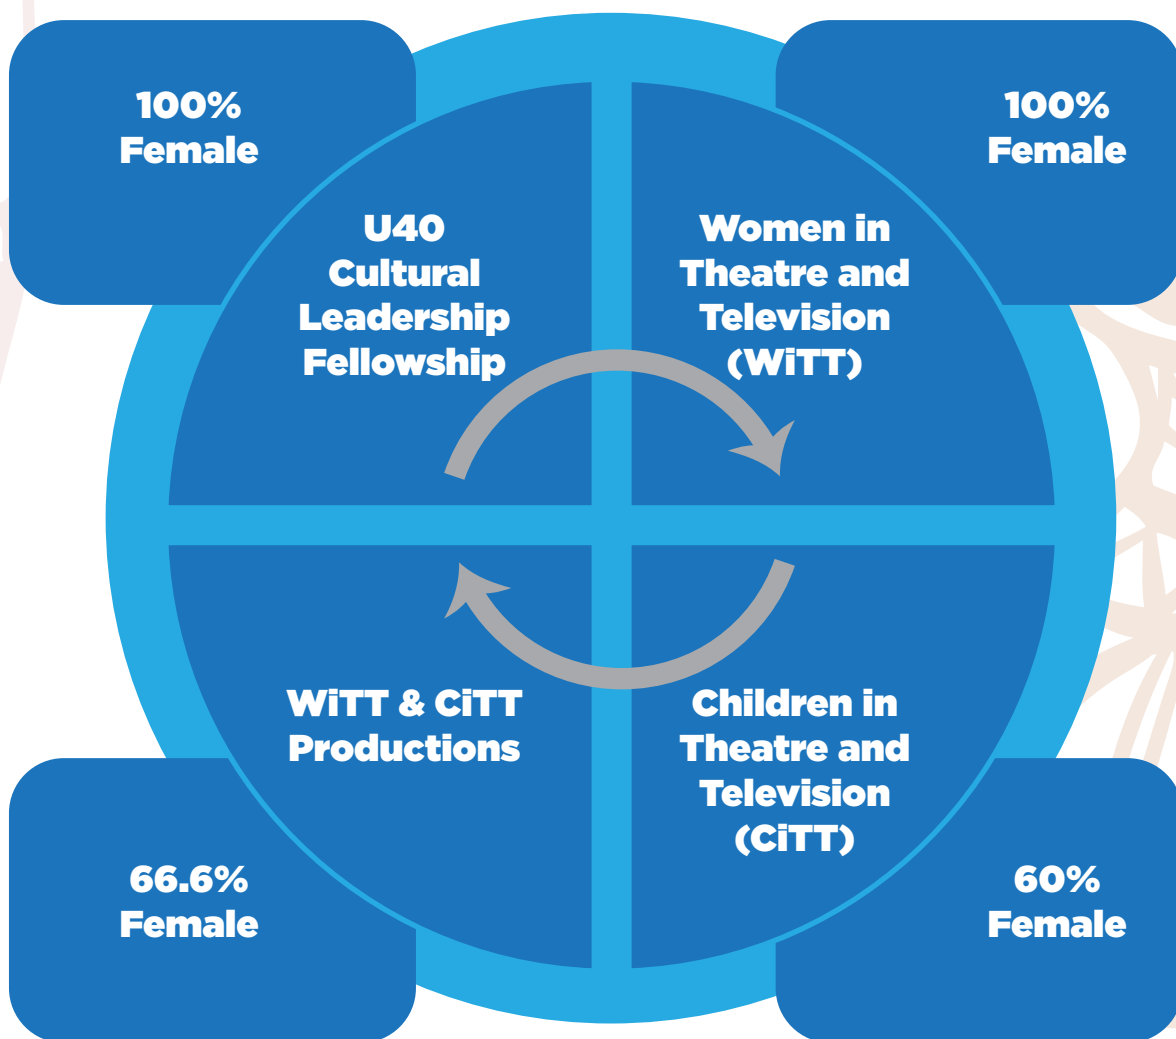 100%
Female
100%
Female
U40
Cultural
Leadership
Fellowship
Women in
Theatre and
Television
(WiTT)
WiTT & CiTT
Productions
Children in
Theatre and
Television
(CiTT)
66.6%
Female
60%
Female